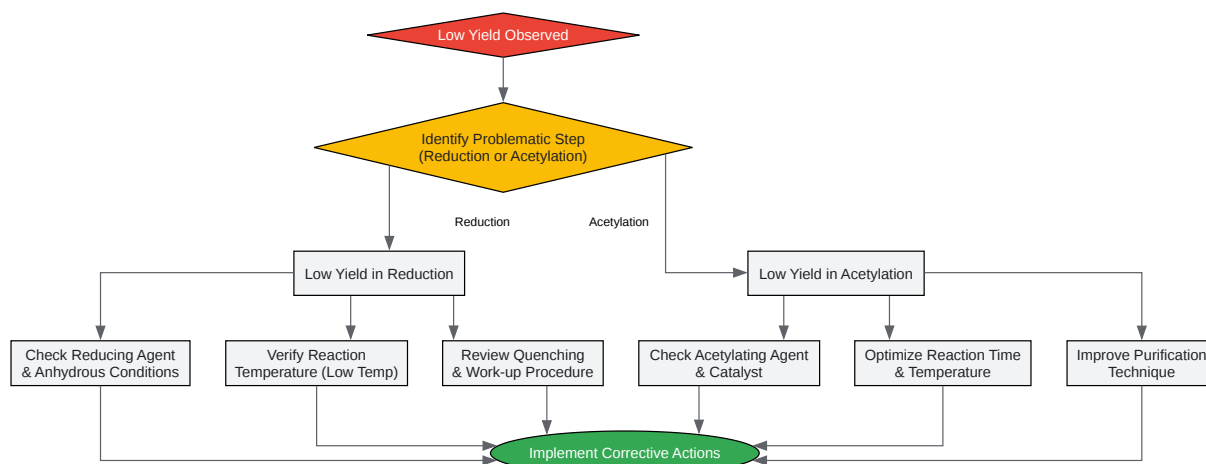 Low Yield Observed
Identify Problematic Step
(Reduction or Acetylation)
Reduction
Acetylation
Low Yield in Reduction
Low Yield in Acetylation
Check Reducing Agent
& Anhydrous Conditions
Verify Reaction
Temperature (Low Temp)
Review Quenching
& Work-up Procedure
Check Acetylating Agent
& Catalyst
Optimize Reaction Time
& Temperature
Improve Purification
Technique
Implement Corrective Actions